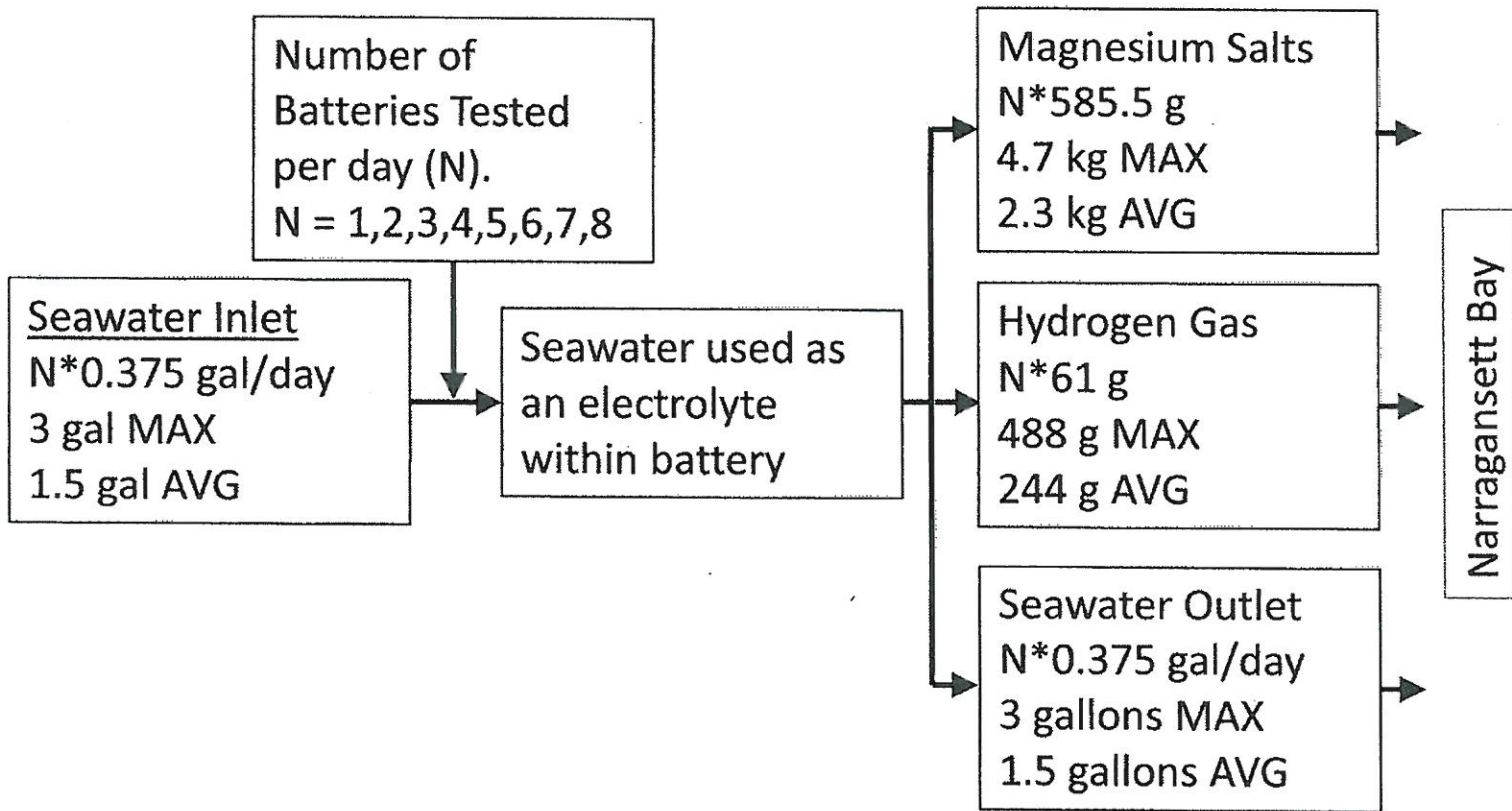 Number of
Batteries Tested
per day (N).
N = 1,2,3,4,5,6,7,8
Seawater Inlet
N*0.375 gal/day
3 gal MAX
1.5 gal AVG
Seawater used as
an electrolyte
within battery
Magnesium Salts
N*585.5 g
4.7 kg MAX
2.3 kg AVG
Hydrogen Gas
N*61 g
488 g MAX
244 g AVG
Seawater Outlet
N*0.375 gal/day
3 gallons MAX
1.5 gallons AVG
Narragansett Bay